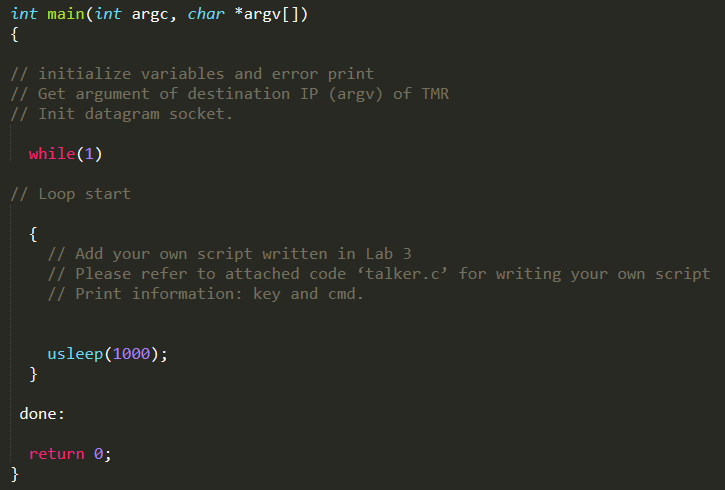 int main(int argc, char *argv[])
{
// initialize variables and error print
// Get argument of destination IP (argv) of TMR
// Init datagram socket.
while(1)
// Loop start
{
// Add your own script written in Lab 3
// Please refer to attached code ‘talker.c’ for writing your own script
// Print information: key and cmd.
usleep(1000);
}
done:
return 0;
}